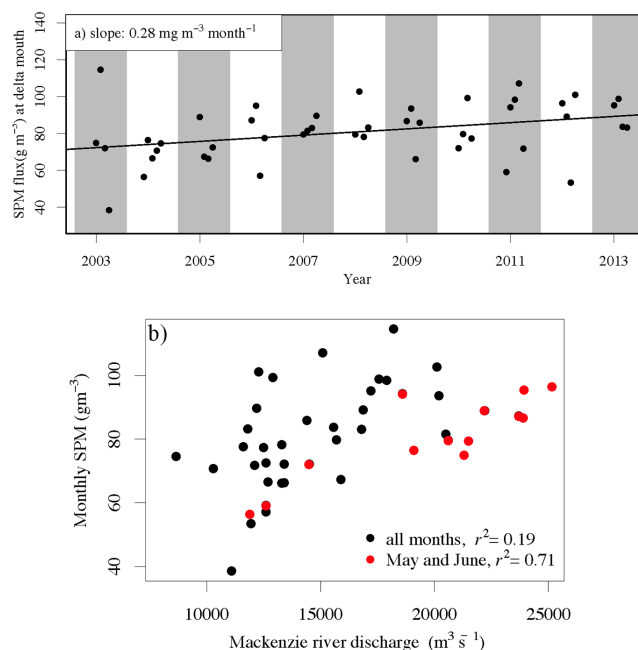 a) slope: 0.28 mg m⁻³ month⁻¹
SPM flux(g m⁻²) at delta mouth
140
120
100
80
60
40
2003
2005
2007
2009
2011
2013
Year
b)
Monthly SPM (gm⁻³)
100
80
60
40
all months, r²= 0.19
May and June, r²= 0.71
10000
15000
20000
25000
Mackenzie river discharge (m³ s⁻¹)